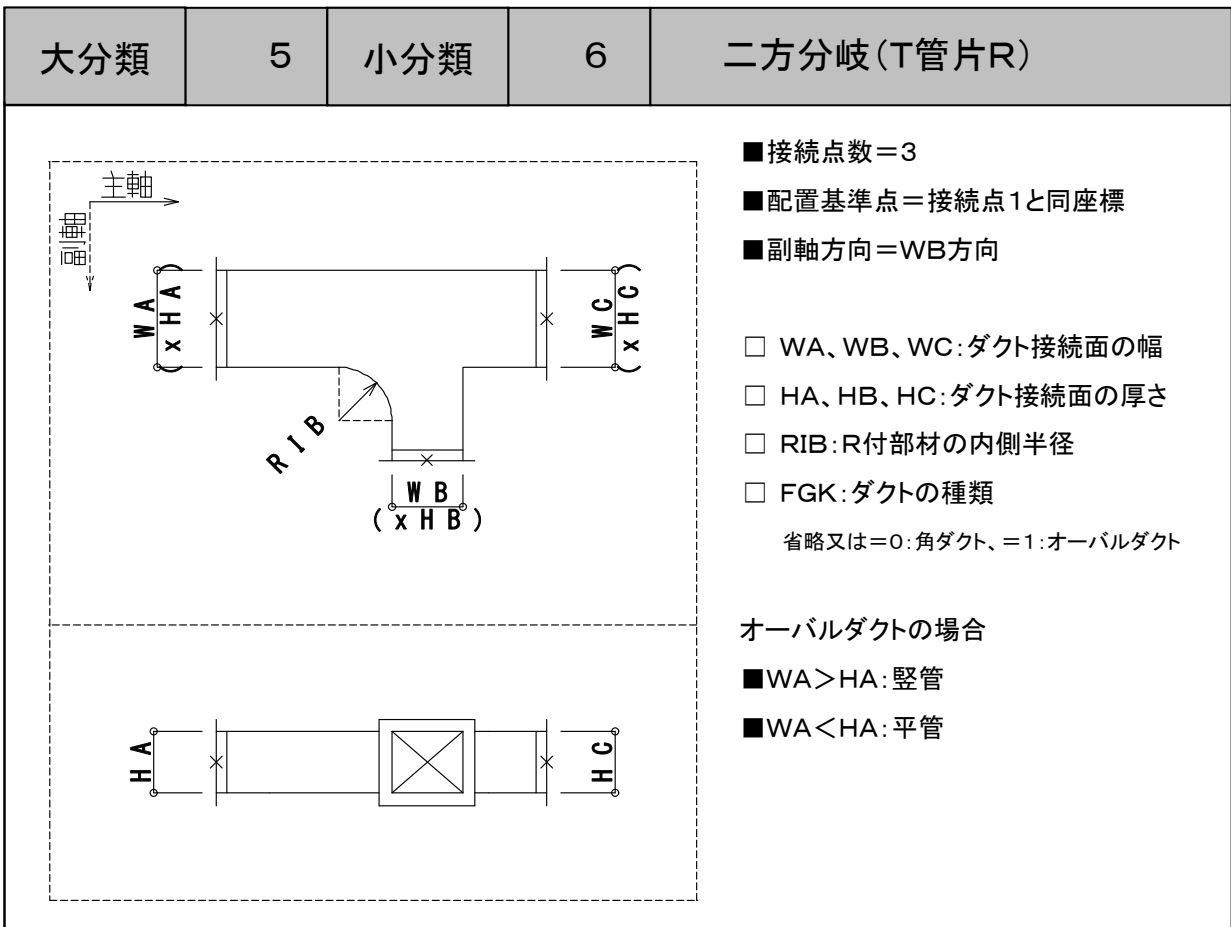 大分類 5 小分類 6 二方分岐(T管片R)
主軸
副軸
WA
(xHA)
WC
(xHC)
RIB
WB
(xHB)
HA
HC
■接続点数=3
■配置基準点=接続点1と同座標
■副軸方向=WB方向
□ WA、WB、WC:ダクト接続面の幅
□ HA、HB、HC:ダクト接続面の厚さ
□ RIB:R付部材の内側半径
□ FGK:ダクトの種類
省略又は=0:角ダクト、=1:オーバルダクト
オーバルダクトの場合
■WA>HA:竪管
■WA<HA:平管